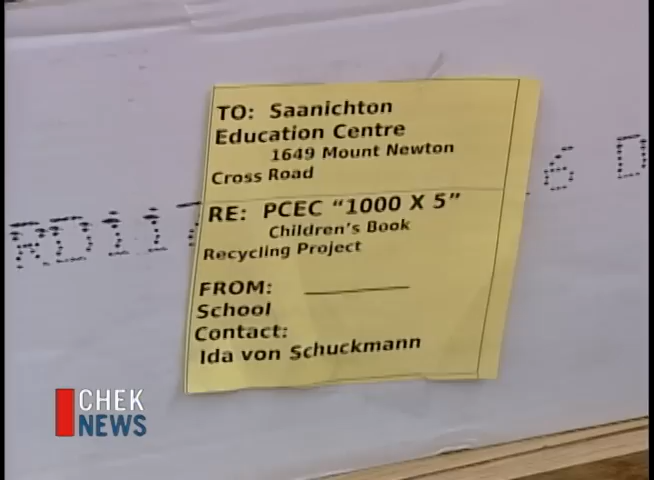 TO: Saanichton
Education Centre
1649 Mount Newton
Cross Road
RE: PCEC "1000 X 5"
Children's Book
Recycling Project
FROM: ________
School
Contact:
Ida von Schuckmann
CHEK
NEWS